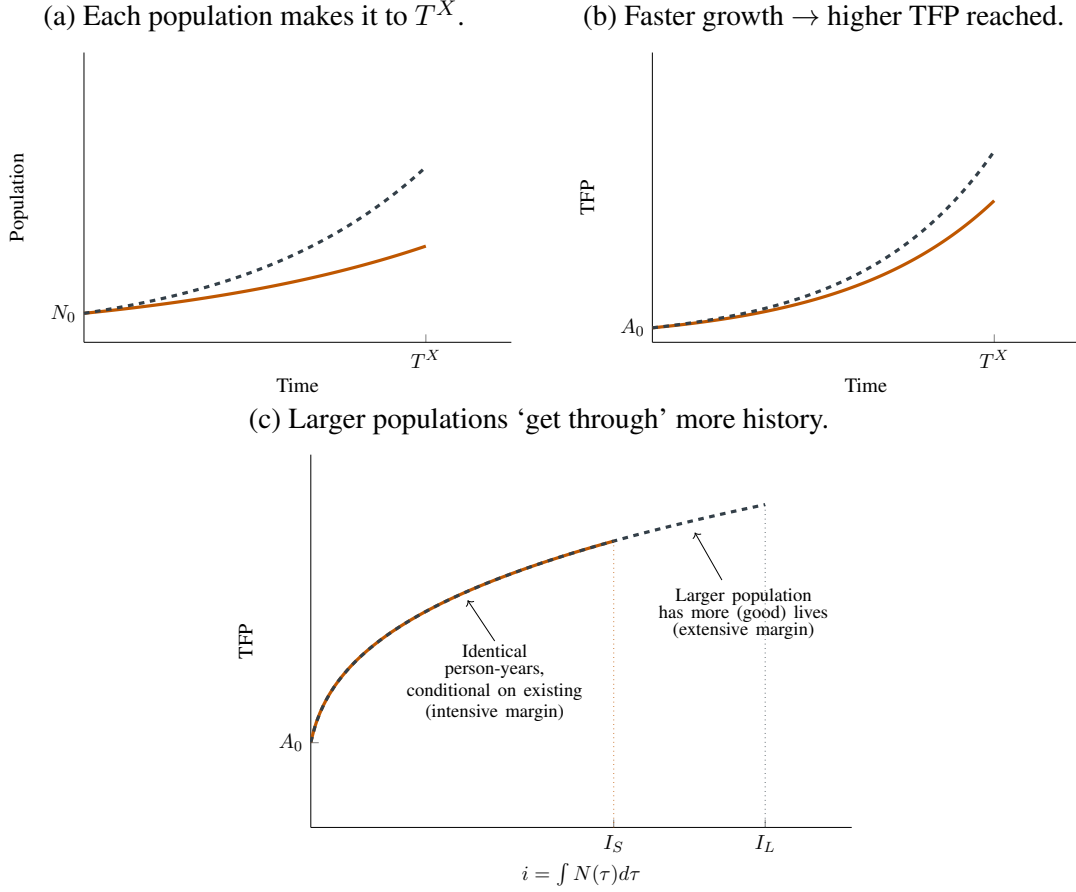 (a) Each population makes it to T^X.
Population
N_0
T^X
Time
(b) Faster growth → higher TFP reached.
TFP
A_0
T^X
Time
(c) Larger populations ‘get through’ more history.
TFP
A_0
Identical
person-years,
conditional on existing
(intensive margin)
Larger population
has more (good) lives
(extensive margin)
I_S
I_L
i = ∫ N(τ)dτ